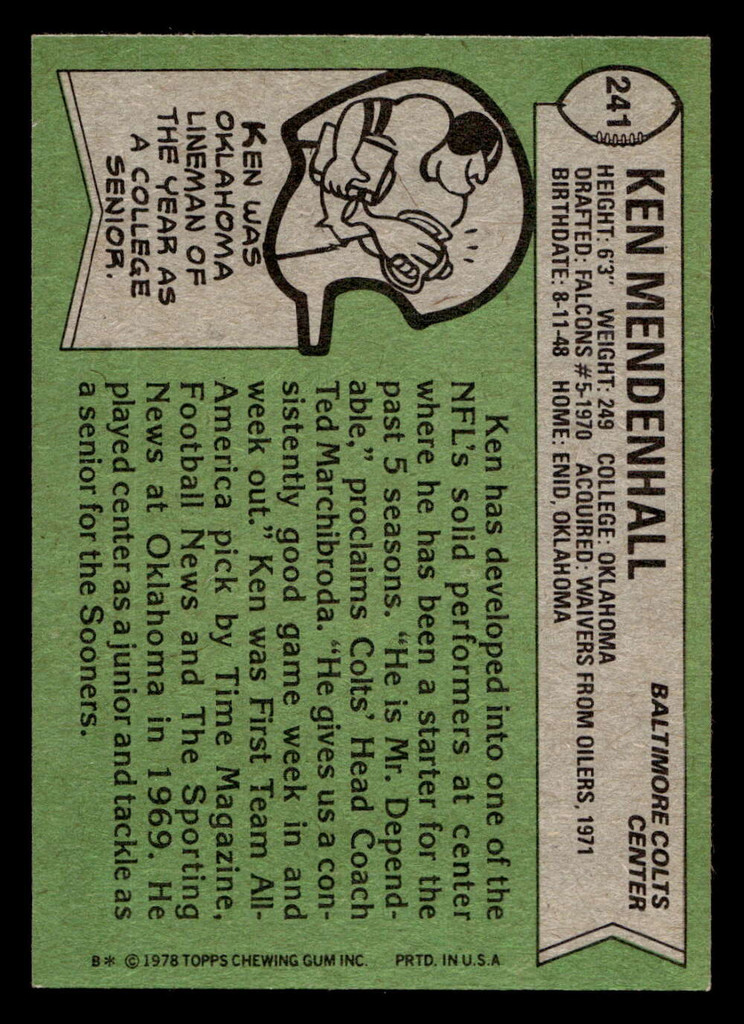 241
KEN MENDENHALL
BALTIMORE COLTS
CENTER
HEIGHT: 6'3" WEIGHT: 249 COLLEGE: OKLAHOMA
DRAFTED: FALCONS #5-1970 ACQUIRED: WAIVERS FROM OILERS, 1971
BIRTHDATE: 8-11-48 HOME: ENID, OKLAHOMA
KEN WAS
OKLAHOMA
LINEMAN OF
THE YEAR AS
A COLLEGE
SENIOR.
Ken has developed into one of the
NFL's solid performers at center
where he has been a starter for the
past 5 seasons. "He is Mr. Depend-
able," proclaims Colts' Head Coach
Ted Marchibroda. "He gives us a con-
sistently good game week in and
week out." Ken was First Team All-
America pick by Time Magazine,
Football News and The Sporting
News at Oklahoma in 1969. He
played center as a junior and tackle as
a senior for the Sooners.
B* © 1978 TOPPS CHEWING GUM INC. PRTD. IN U.S.A